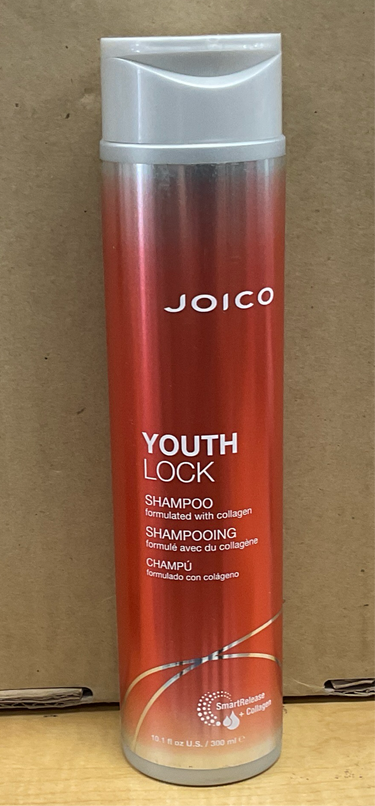 JOICO
YOUTH
LOCK
SHAMPOO
formulated with collagen
SHAMPOOING
formulé avec du collagène
CHAMPÚ
formulado con colágeno
SmartRelease
+ Collagen
10.1 fl oz U.S. / 300 ml ℮